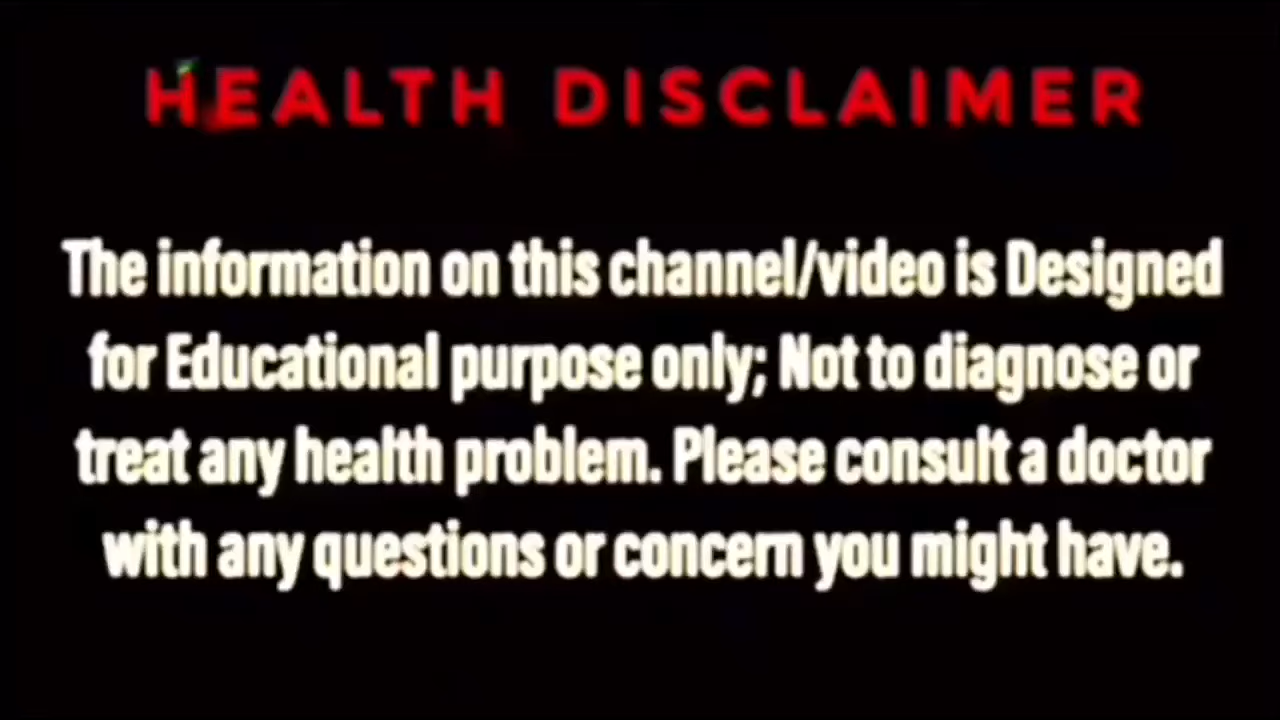 HEALTH DISCLAIMER
The information on this channel/video is Designed
for Educational purpose only; Not to diagnose or
treat any health problem. Please consult a doctor
with any questions or concern you might have.